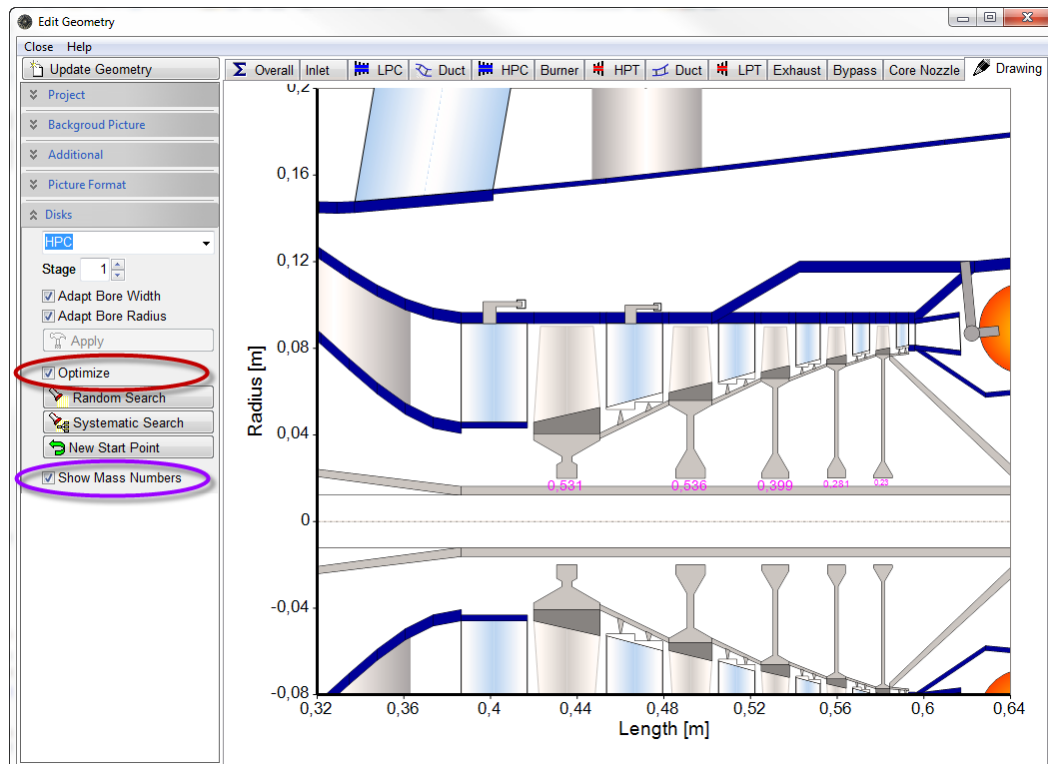 Edit Geometry
Close Help
Update Geometry
Σ Overall Inlet LPC Duct HPC Burner HPT Duct LPT Exhaust Bypass Core Nozzle Drawing
Project
Backgroud Picture
Additional
Picture Format
Disks
HPC
Stage 1
Adapt Bore Width
Adapt Bore Radius
Apply
Optimize
Random Search
Systematic Search
New Start Point
Show Mass Numbers
Radius [m]
0,2
0,16
0,12
0,08
0,04
0
-0,04
-0,08
0,531 0,536 0,399 0,281 0,23
0,32 0,36 0,4 0,44 0,48 0,52 0,56 0,6 0,64
Length [m]